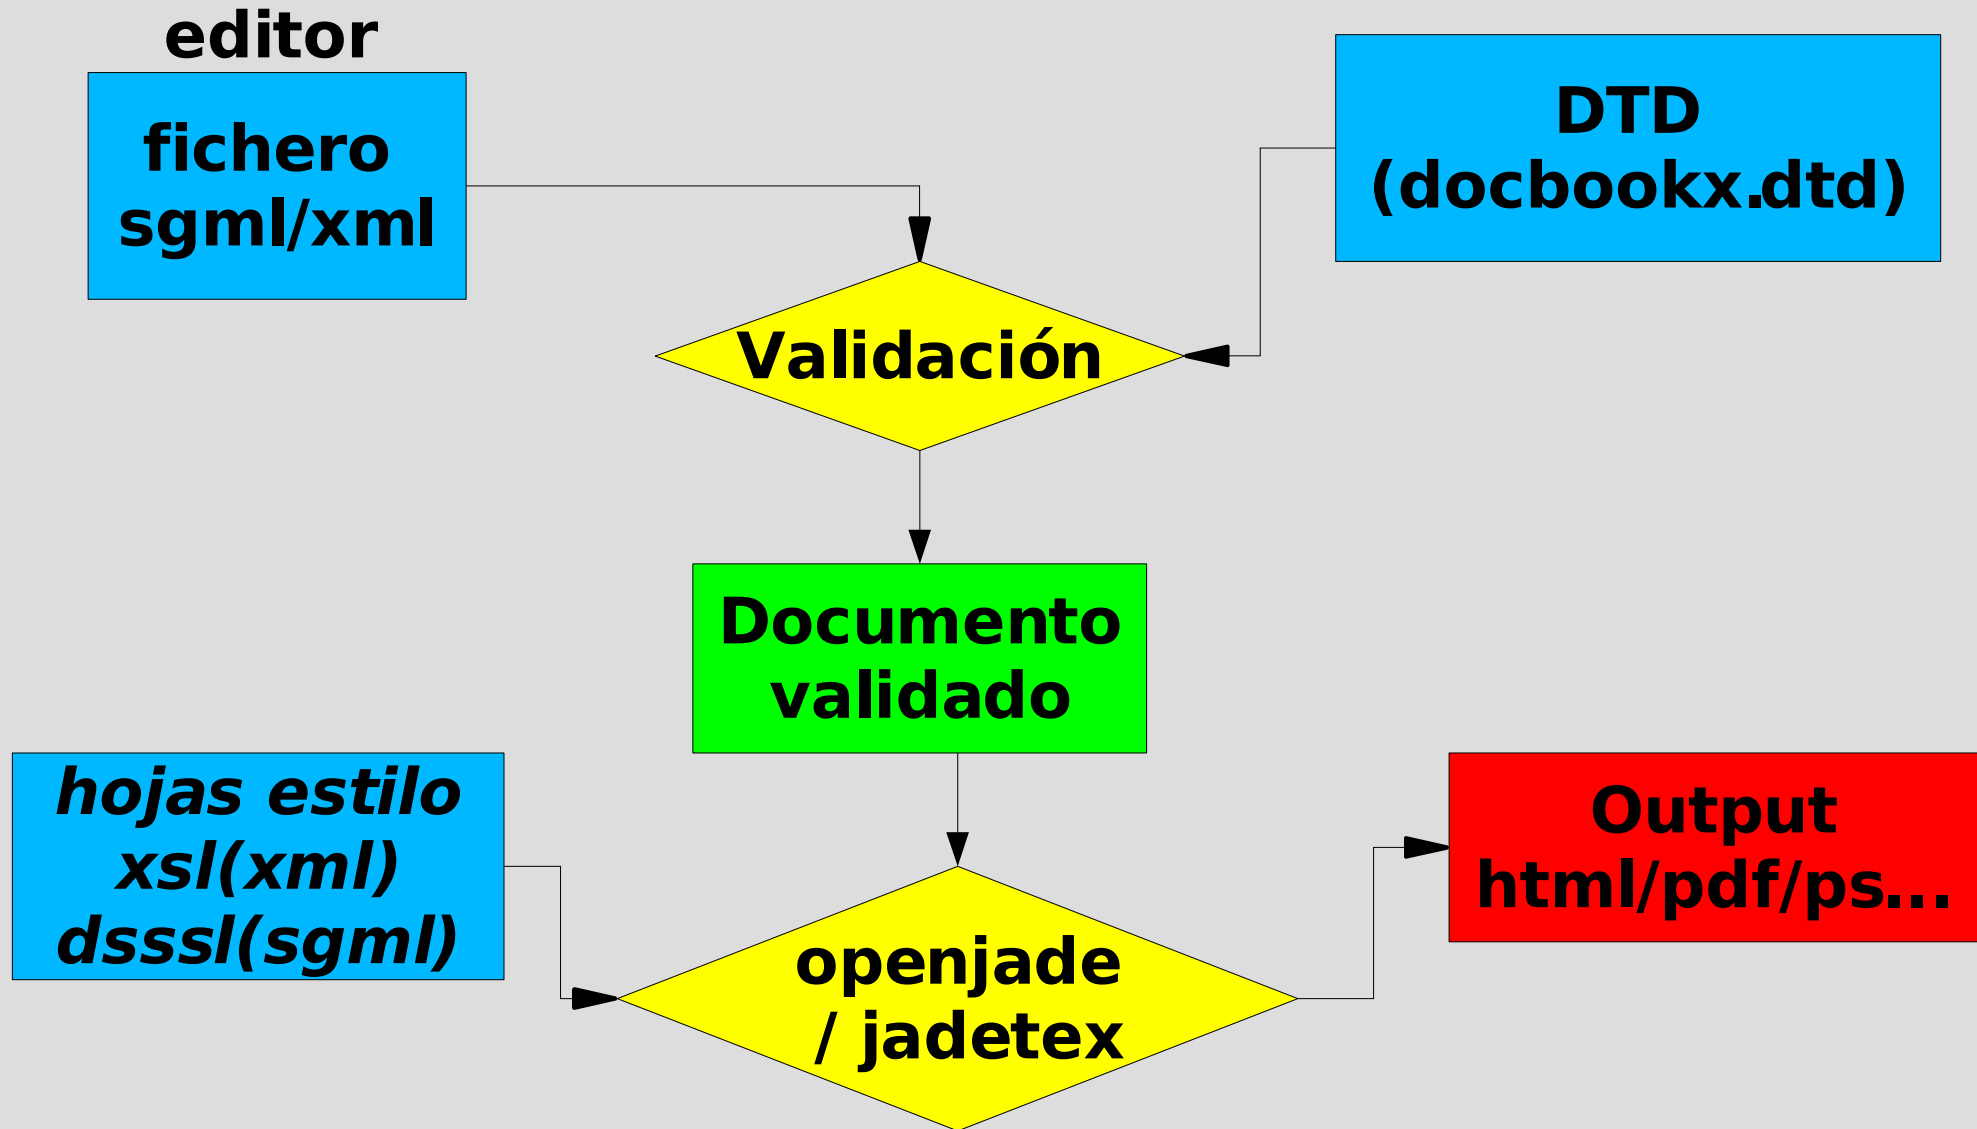 editor
fichero
sgml/xml
DTD
(docbookx.dtd)
Validación
Documento
validado
hojas estilo
xsl(xml)
dsssl(sgml)
Output
html/pdf/ps...
openjade
/ jadetex